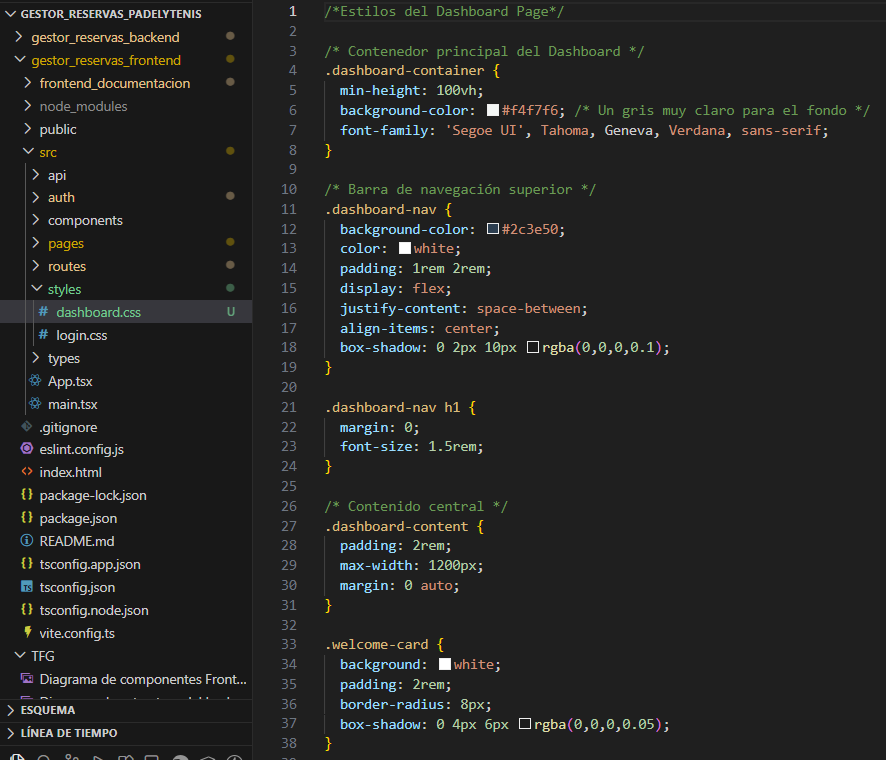 GESTOR_RESERVAS_PADELYTENIS
gestor_reservas_backend
gestor_reservas_frontend
frontend_documentacion
node_modules
public
src
api
auth
components
pages
routes
styles
# dashboard.css U
# login.css
types
App.tsx
main.tsx
.gitignore
eslint.config.js
<> index.html
{} package-lock.json
{} package.json
README.md
{} tsconfig.app.json
TS tsconfig.json
{} tsconfig.node.json
vite.config.ts
TFG
Diagrama de componentes Front...
ESQUEMA
LÍNEA DE TIEMPO
1 /*Estilos del Dashboard Page*/
2
3 /* Contenedor principal del Dashboard */
4 .dashboard-container {
5 min-height: 100vh;
6 background-color: #f4f7f6; /* Un gris muy claro para el fondo */
7 font-family: 'Segoe UI', Tahoma, Geneva, Verdana, sans-serif;
8 }
9
10 /* Barra de navegación superior */
11 .dashboard-nav {
12 background-color: #2c3e50;
13 color: white;
14 padding: 1rem 2rem;
15 display: flex;
16 justify-content: space-between;
17 align-items: center;
18 box-shadow: 0 2px 10px rgba(0,0,0,0.1);
19 }
20
21 .dashboard-nav h1 {
22 margin: 0;
23 font-size: 1.5rem;
24 }
25
26 /* Contenido central */
27 .dashboard-content {
28 padding: 2rem;
29 max-width: 1200px;
30 margin: 0 auto;
31 }
32
33 .welcome-card {
34 background: white;
35 padding: 2rem;
36 border-radius: 8px;
37 box-shadow: 0 4px 6px rgba(0,0,0,0.05);
38 }